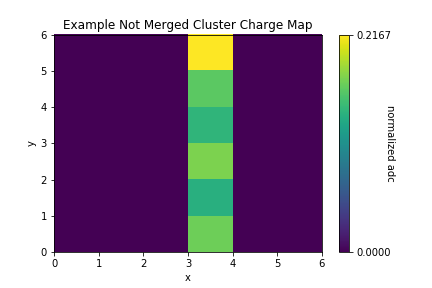 Example Not Merged Cluster Charge Map
6
5
4
3
2
1
0
y
0 1 2 3 4 5 6
x
0.2167
0.0000
normalized adc